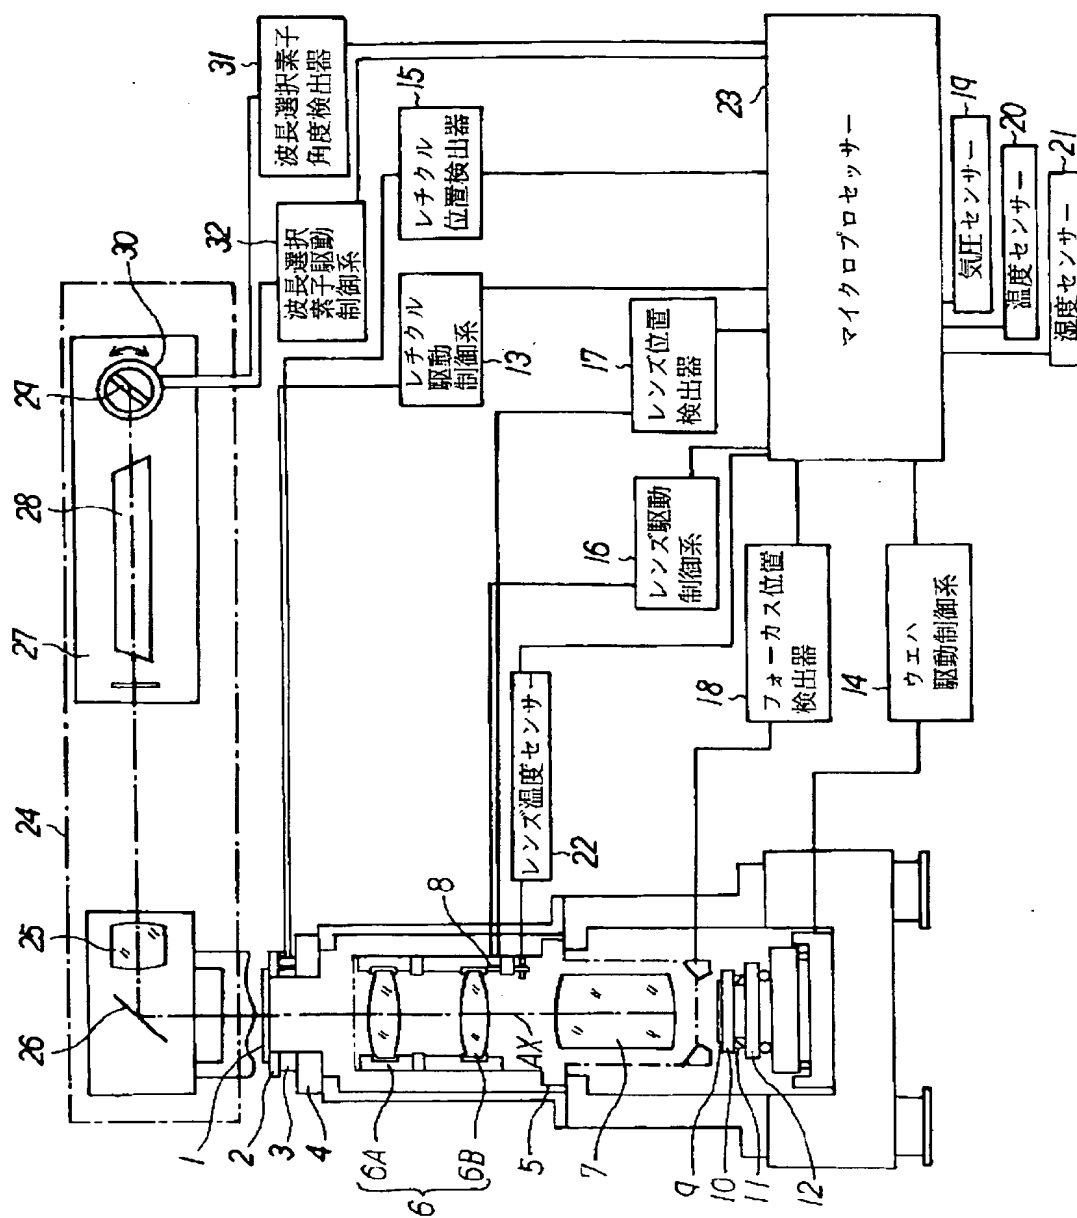 31
波長選択素子
角度検出器
15
レチクル
位置検出器
32
波長選択
素子駆動
制御系
30
29
28
27
24
25
26
レチクル
駆動
制御系
13
17
レンズ位置
検出器
16
レンズ駆動
制御系
23
マイクロプロセッサー
気圧センサー
19
温度センサー
20
湿度センサー
21
レンズ温度センサ
22
18
フォーカス位置
検出器
14
ウエハ
駆動制御系
1
2
3
4
6A
6B
6
8
AX
5
7
9
10
11
12